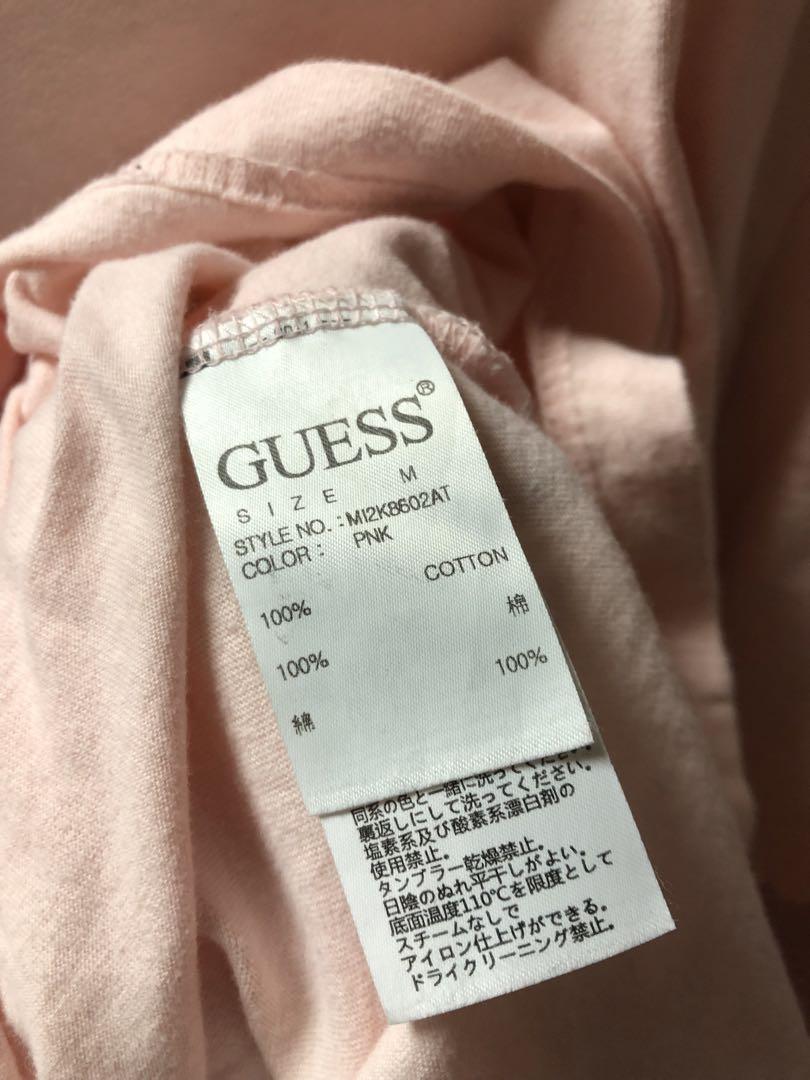 GUESS®
SIZE M
STYLE NO.：MI2K8602AT
COLOR： PNK
COTTON
100%
棉
100%
100%
綿
同系の色と一緒に洗ってください。
裏返しにして洗ってください。
塩素系及び酸素系漂白剤の
使用禁止。
タンブラー乾燥禁止。
日陰のぬれ平干しがよい。
底面温度110℃を限度として
スチームなしで
アイロン仕上げができる。
ドライクリーニング禁止。